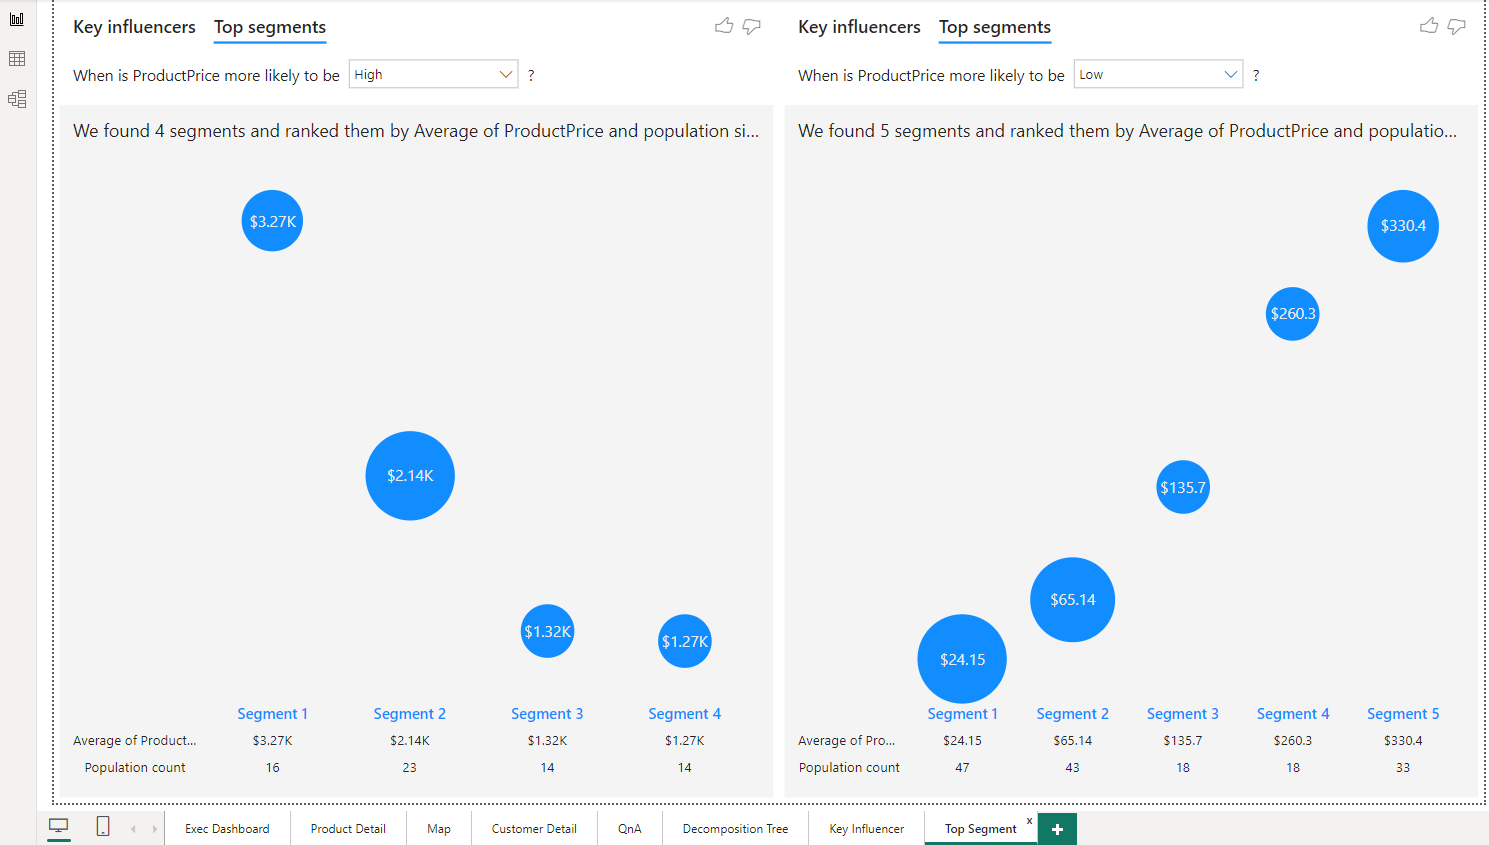 Key influencers Top segments
When is ProductPrice more likely to be High ?
We found 4 segments and ranked them by Average of ProductPrice and population si...
$3.27K
$2.14K
$1.32K
$1.27K
Segment 1 Segment 2 Segment 3 Segment 4
Average of Product... $3.27K $2.14K $1.32K $1.27K
Population count 16 23 14 14
Key influencers Top segments
When is ProductPrice more likely to be Low ?
We found 5 segments and ranked them by Average of ProductPrice and populatio...
$330.4
$260.3
$135.7
$65.14
$24.15
Segment 1 Segment 2 Segment 3 Segment 4 Segment 5
Average of Pro... $24.15 $65.14 $135.7 $260.3 $330.4
Population count 47 43 18 18 33
Exec Dashboard Product Detail Map Customer Detail QnA Decomposition Tree Key Influencer Top Segment x +